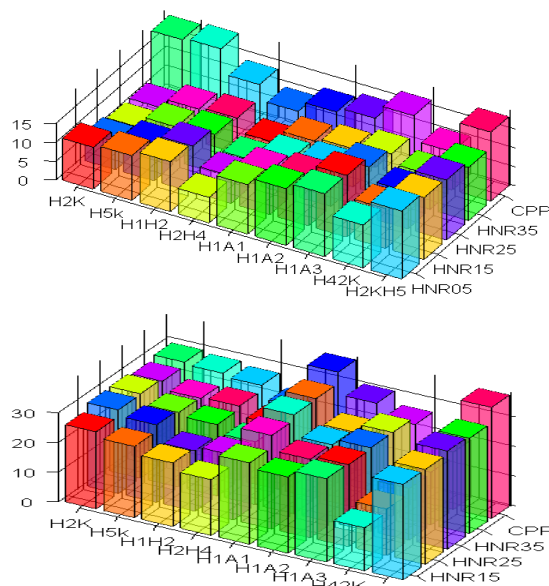 15
10
5
0
H2K
H5k
H1H2
H2H4
H1A1
H1A2
H1A3
H42K
H2KH5
HNR05
HNR15
HNR25
HNR35
CPP
30
20
10
0
H2K
H5k
H1H2
H2H4
H1A1
H1A2
H1A3
HNR15
HNR25
HNR35
CPP